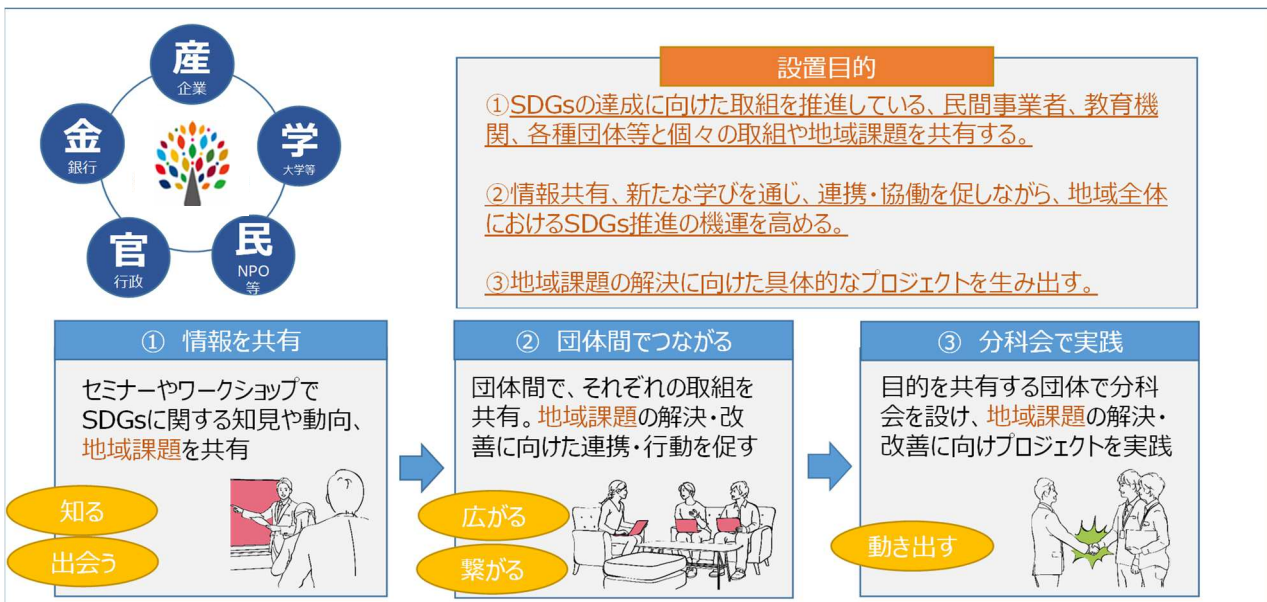 産
企業
金
銀行
学
大学等
官
行政
民
NPO
等
設置目的
①SDGsの達成に向けた取組を推進している、民間事業者、教育機
関、各種団体等と個々の取組や地域課題を共有する。
②情報共有、新たな学びを通じ、連携・協働を促しながら、地域全体
におけるSDGs推進の機運を高める。
③地域課題の解決に向けた具体的なプロジェクトを生み出す。
① 情報を共有
セミナーやワークショップで
SDGsに関する知見や動向、
地域課題を共有
知る
出会う
② 団体間でつながる
団体間で、それぞれの取組を
共有。地域課題の解決・改
善に向けた連携・行動を促す
広がる
繋がる
③ 分科会で実践
目的を共有する団体で分科
会を設け、地域課題の解決・
改善に向けプロジェクトを実践
動き出す